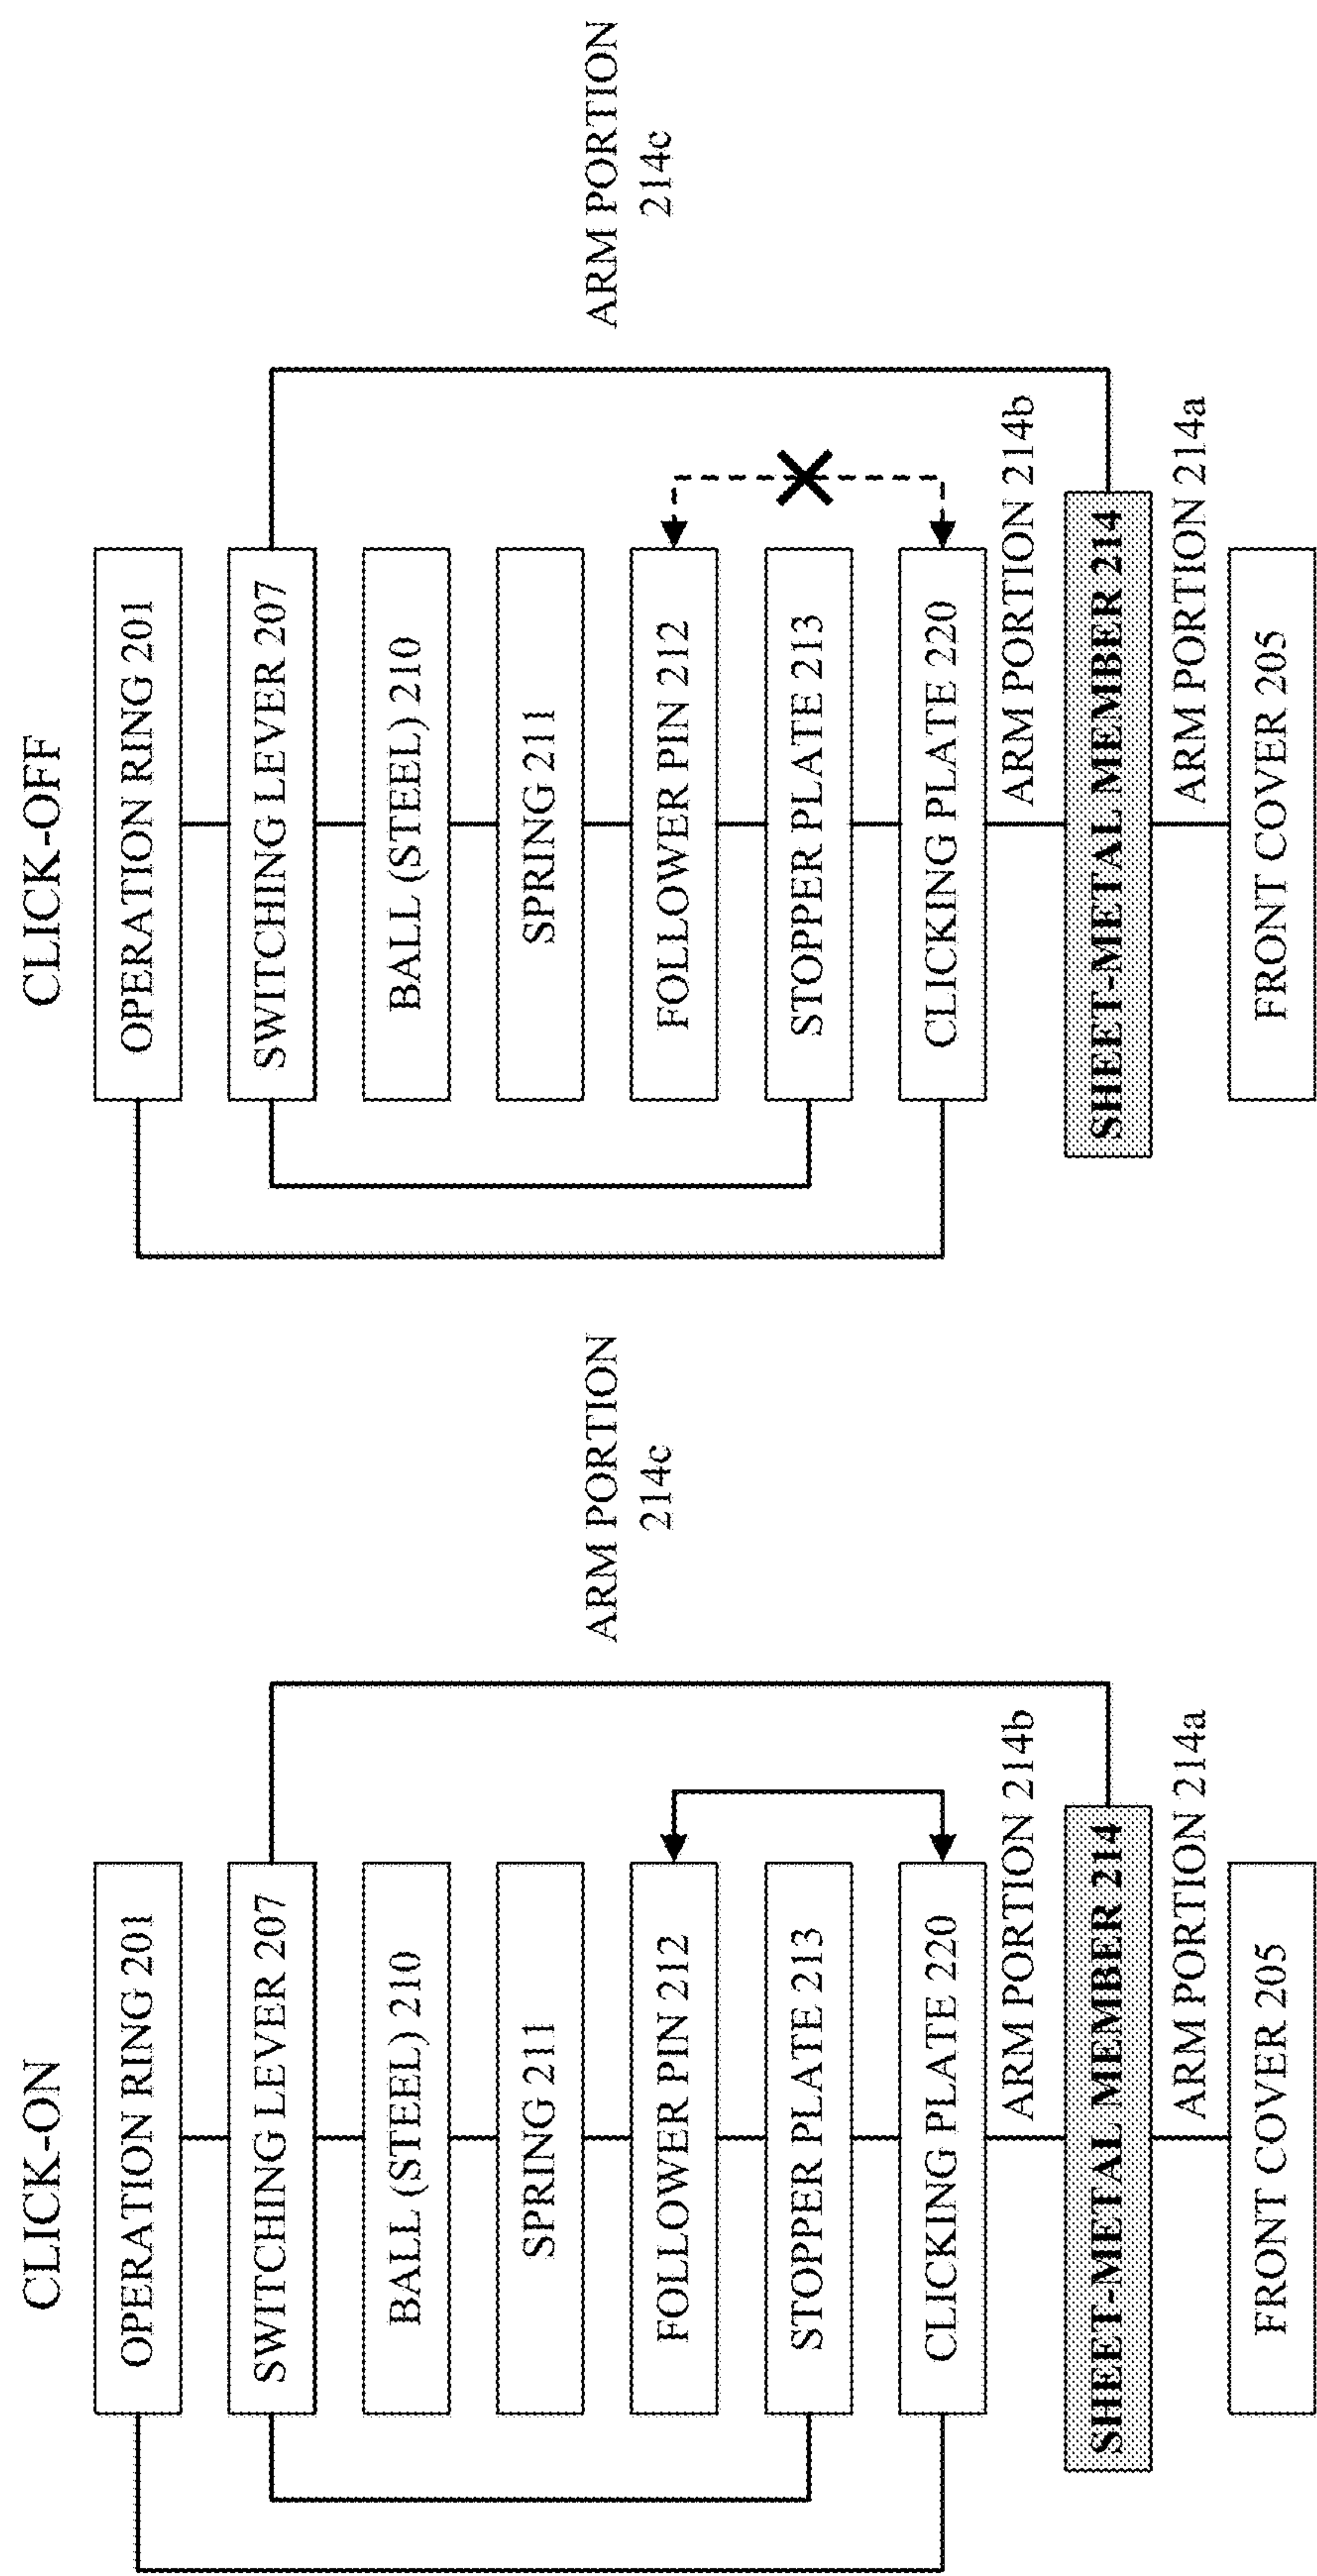 CLICK-ON
OPERATION RING 201
SWITCHING LEVER 207
BALL (STEEL) 210
SPRING 211
FOLLOWER PIN 212
STOPPER PLATE 213
CLICKING PLATE 220
ARM PORTION 214b
SHEET-METAL MEMBER 214
ARM PORTION 214a
FRONT COVER 205
ARM PORTION
214c
CLICK-OFF
OPERATION RING 201
SWITCHING LEVER 207
BALL (STEEL) 210
SPRING 211
FOLLOWER PIN 212
STOPPER PLATE 213
CLICKING PLATE 220
ARM PORTION 214b
SHEET-METAL MEMBER 214
ARM PORTION 214a
FRONT COVER 205
ARM PORTION
214c